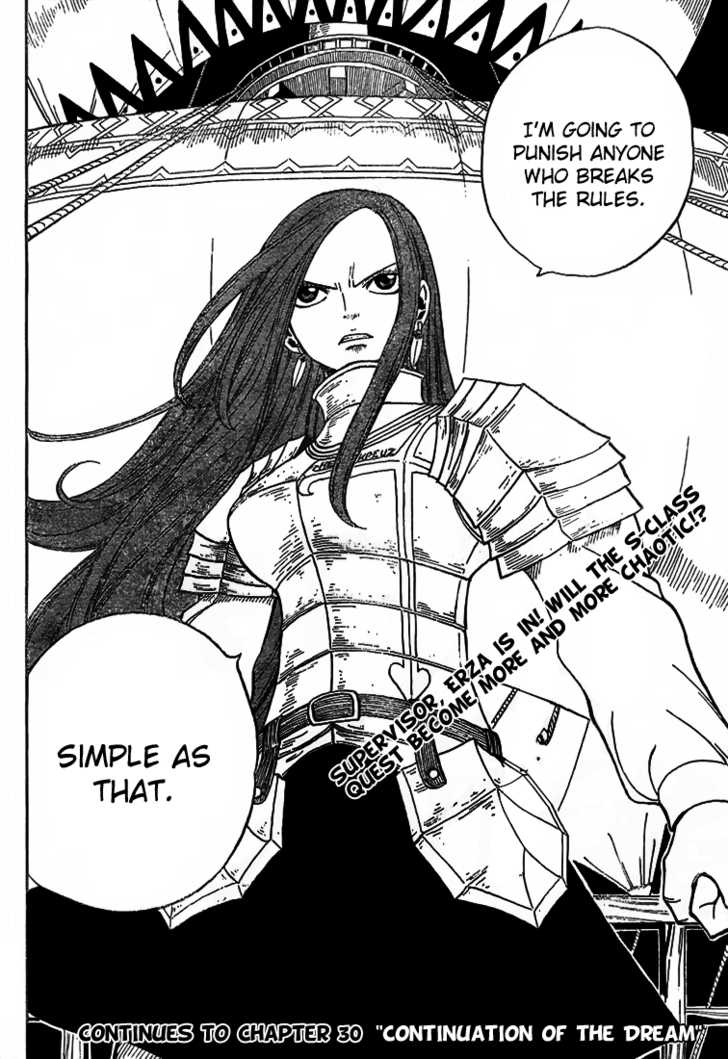 I'M GOING TO
PUNISH ANYONE
WHO BREAKS
THE RULES.
SUPERVISOR, ERZA IS IN! WILL THE S-CLASS
QUEST BECOME MORE AND MORE CHAOTIC!?
SIMPLE AS
THAT.
CONTINUES TO CHAPTER 30 "CONTINUATION OF THE DREAM"